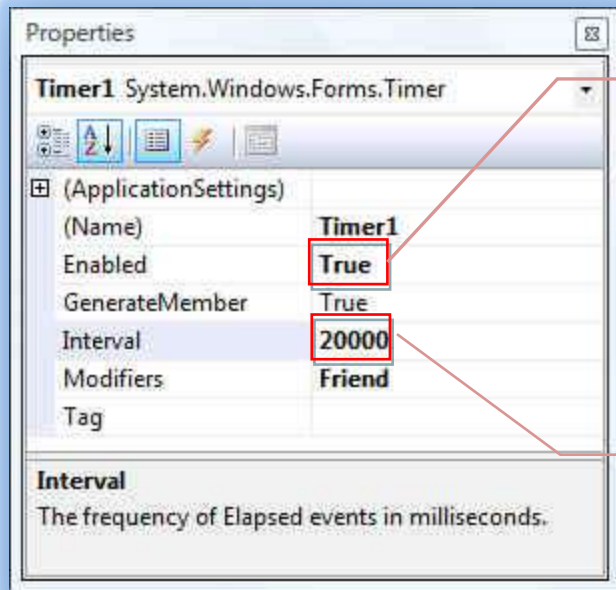 Properties
Timer1 System.Windows.Forms.Timer
A
Z
(ApplicationSettings)
(Name) Timer1
Enabled True
GenerateMember True
Interval 20000
Modifiers Friend
Tag
Interval
The frequency of Elapsed events in milliseconds.